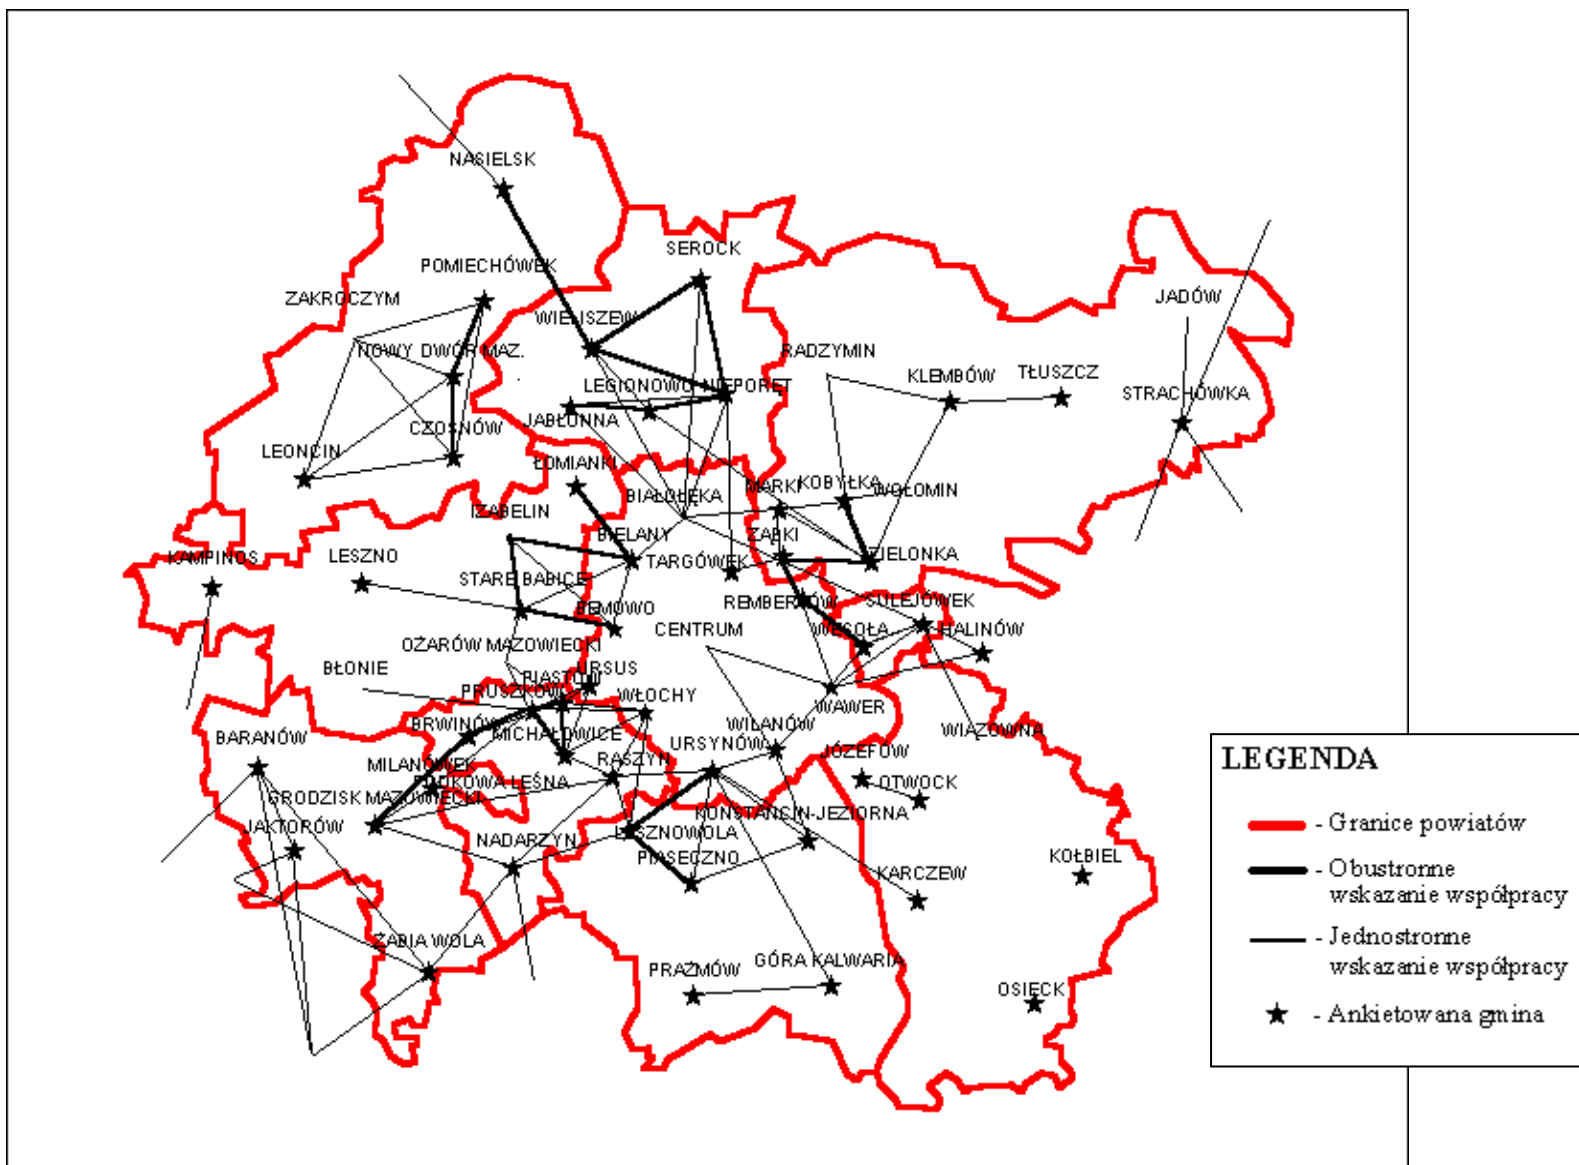 NASIELSK
SEROCK
POMIECHÓWEK
ZAKROCZYM
JADÓW
WIELISZEW
NOWY DWÓR MAZ.
RADZYMIN
KLEMBÓW
TŁUSZCZ
LEGIONOWO
NIEPORĘT
STRACHÓWKA
JABŁONNA
CZOSNÓW
LEONCIN
ŁOMIANKI
BIAŁOŁĘKA
MARKI
KOBYŁKA
WOŁOMIN
IZABELIN
BIELANY
ZĄBKI
ZIELONKA
KAMPINOS
LESZNO
TARGÓWEK
STARE BABICE
BEMOWO
REMBERTÓW
SULEJÓWEK
CENTRUM
WESOŁA
HALINÓW
OŻARÓW MAZOWIECKI
BŁONIE
PIASTÓW
URSUS
PRUSZKÓW
WŁOCHY
WAWER
BRWINÓW
MICHAŁOWICE
WILANÓW
WIĄZOWNA
BARANÓW
URSYNÓW
JÓZEFÓW
MILANÓWEK
RASZYN
PODKOWA LEŚNA
OTWOCK
GRODZISK MAZOWIECKI
KONSTANCIN-JEZIORNA
JAKTORÓW
NADARZYN
LESZNOWOLA
PIASECZNO
KARCZEW
KOŁBIEL
ŻABIA WOLA
PRAŻMÓW
GÓRA KALWARIA
OSIECK
LEGENDA
- Granice powiatów
- Obustronne
wskazanie współpracy
- Jednostronne
wskazanie współpracy
- Ankietowana gmina